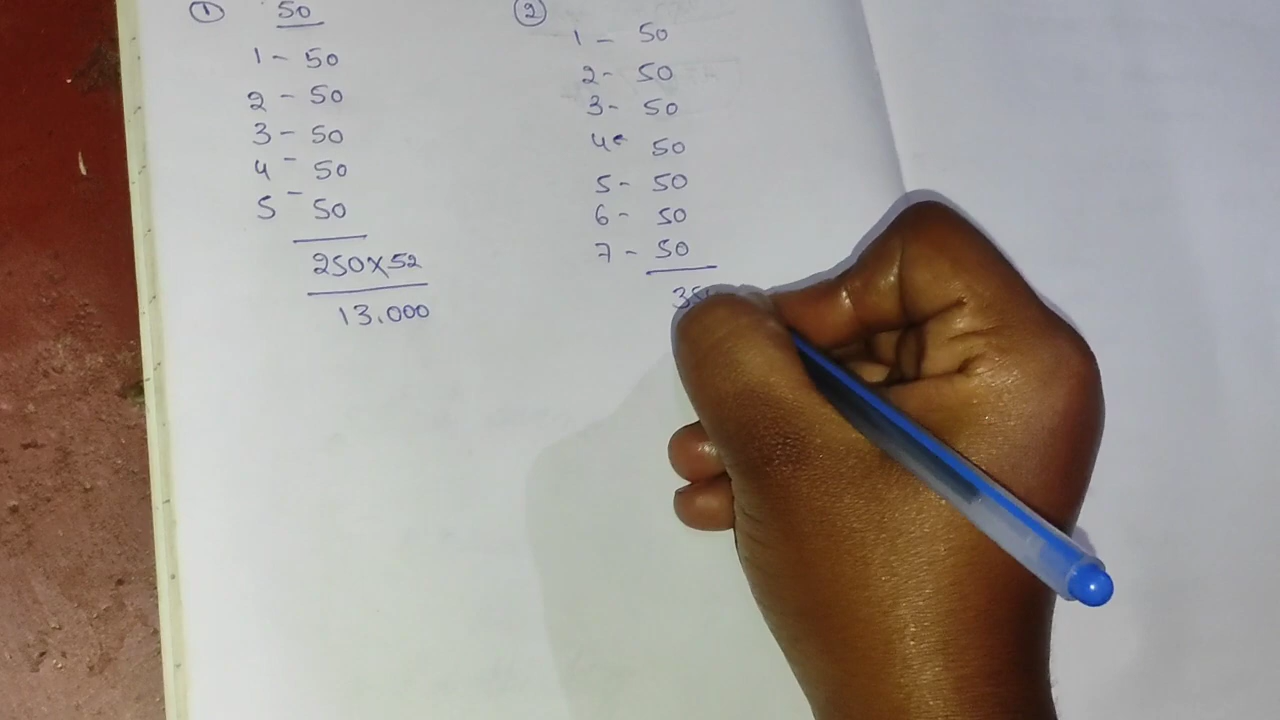 ① 50
1 - 50
2 - 50
3 - 50
4 - 50
5 - 50
250x52
13.000
②
1 - 50
2 - 50
3 - 50
4 - 50
5 - 50
6 - 50
7 - 50
35